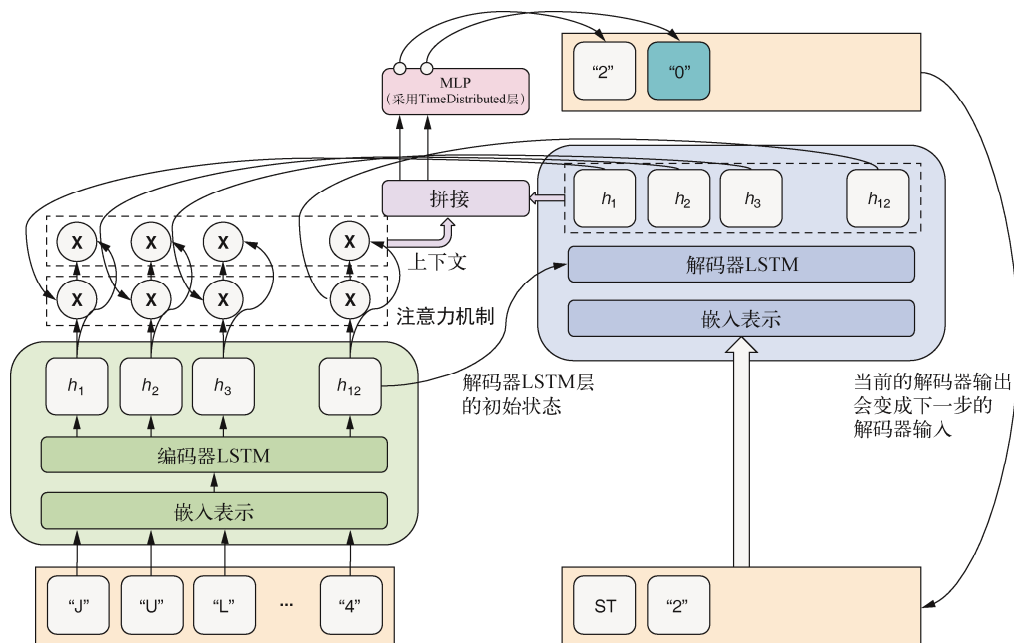 MLP
（采用TimeDistributed层）
“2”
“0”
拼接
h1
h2
h3
h12
X
X
X
X
上下文
解码器LSTM
X
X
X
X
注意力机制
嵌入表示
h1
h2
h3
h12
解码器LSTM层
的初始状态
当前的解码器输出
会变成下一步的
解码器输入
编码器LSTM
嵌入表示
“J”
“U”
“L”
...
“4”
ST
“2”